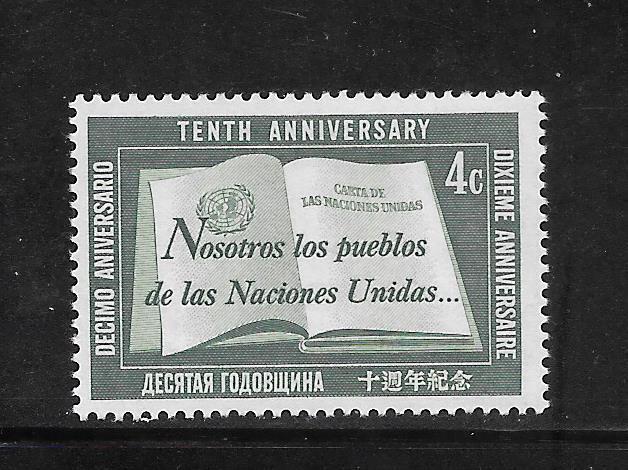 TENTH ANNIVERSARY
DECIMO ANIVERSARIO
DIXIEME ANNIVERSAIRE
4c
CARTA DE
LAS NACIONES UNIDAS
Nosotros los pueblos
de las Naciones Unidas...
ДЕСЯТАЯ ГОДОВЩИНА
十週年紀念